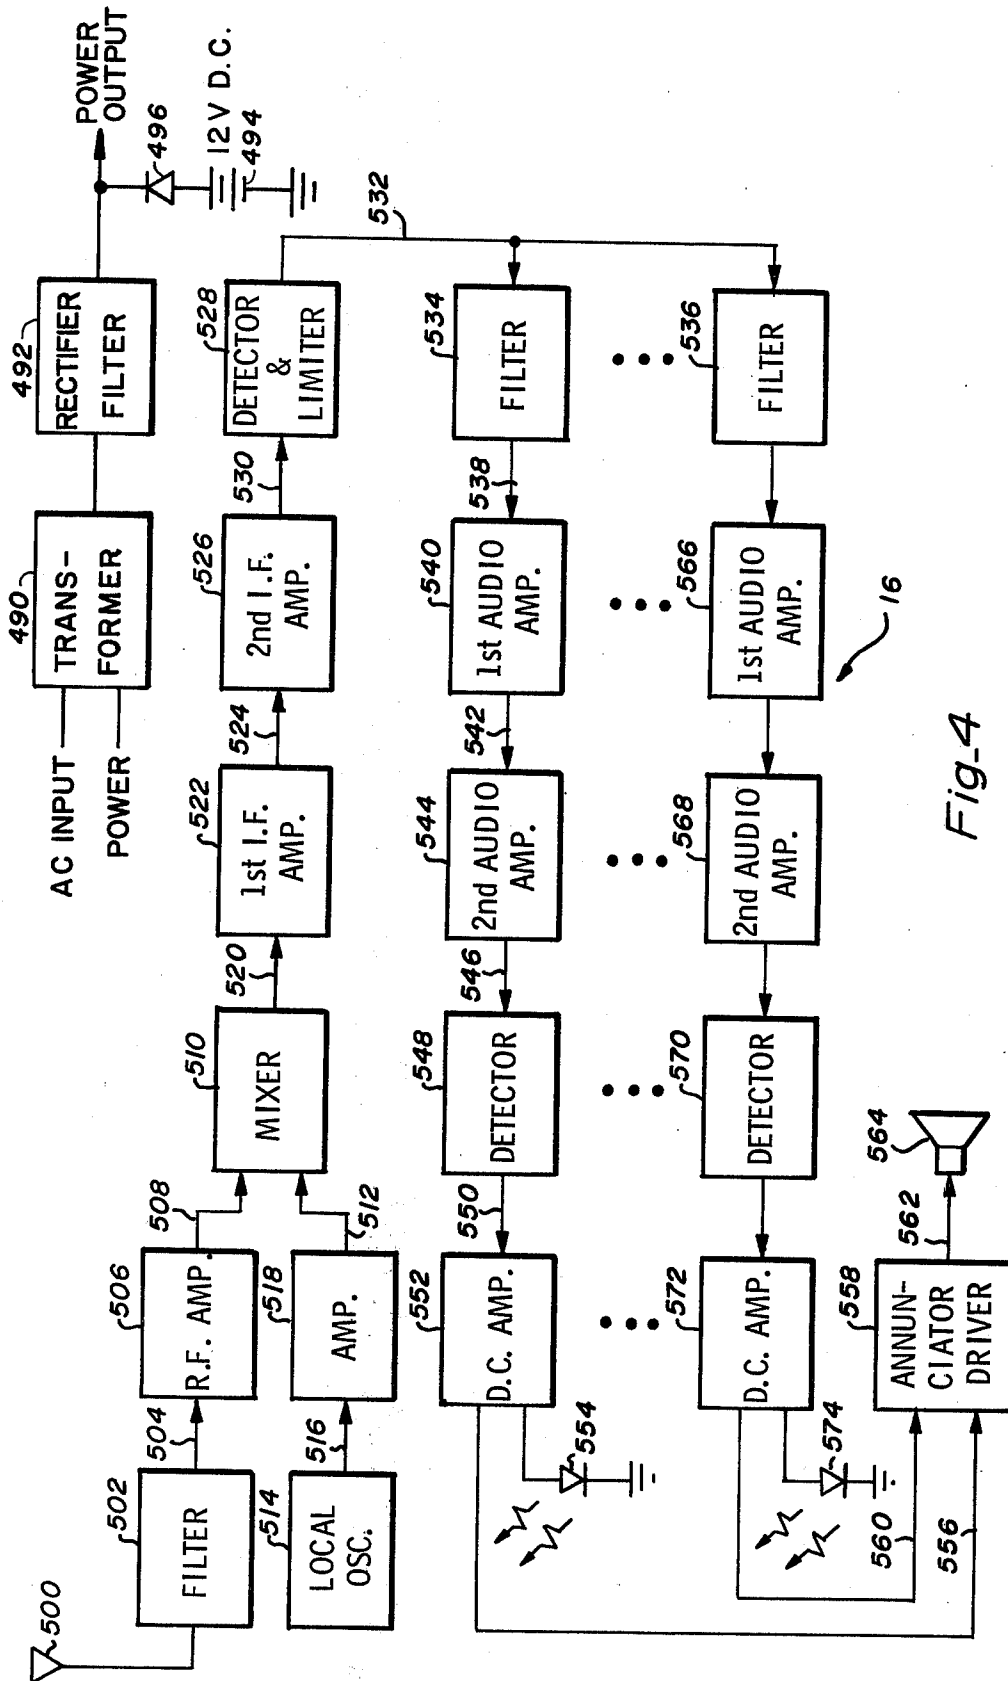 AC INPUT
POWER
490
TRANS-
FORMER
492
RECTIFIER
FILTER
POWER
OUTPUT
496
12V D.C.
494
500
502
FILTER
504
506
R.F. AMP.
508
514
LOCAL
OSC.
516
518
AMP.
512
510
MIXER
520
522
1st I.F.
AMP.
524
526
2nd I.F.
AMP.
530
528
DETECTOR
&
LIMITER
532
534
FILTER
538
540
1st AUDIO
AMP.
542
544
2nd AUDIO
AMP.
546
548
DETECTOR
550
552
D.C. AMP.
554
536
FILTER
566
1st AUDIO
AMP.
568
2nd AUDIO
AMP.
570
DETECTOR
572
D.C. AMP.
574
560
556
558
ANNUN-
CIATOR
DRIVER
562
564
16
Fig_4